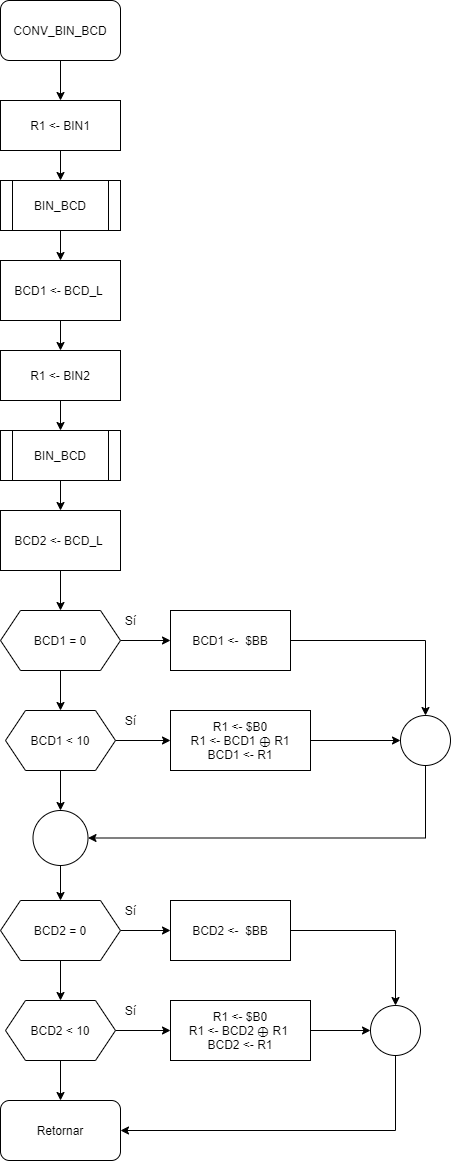 CONV_BIN_BCD
R1 <- BIN1
BIN_BCD
BCD1 <- BCD_L
R1 <- BIN2
BIN_BCD
BCD2 <- BCD_L
BCD1 = 0
Sí
BCD1 <- $BB
BCD1 < 10
Sí
R1 <- $B0
R1 <- BCD1 ⊕ R1
BCD1 <- R1
BCD2 = 0
Sí
BCD2 <- $BB
BCD2 < 10
Sí
R1 <- $B0
R1 <- BCD2 ⊕ R1
BCD2 <- R1
Retornar